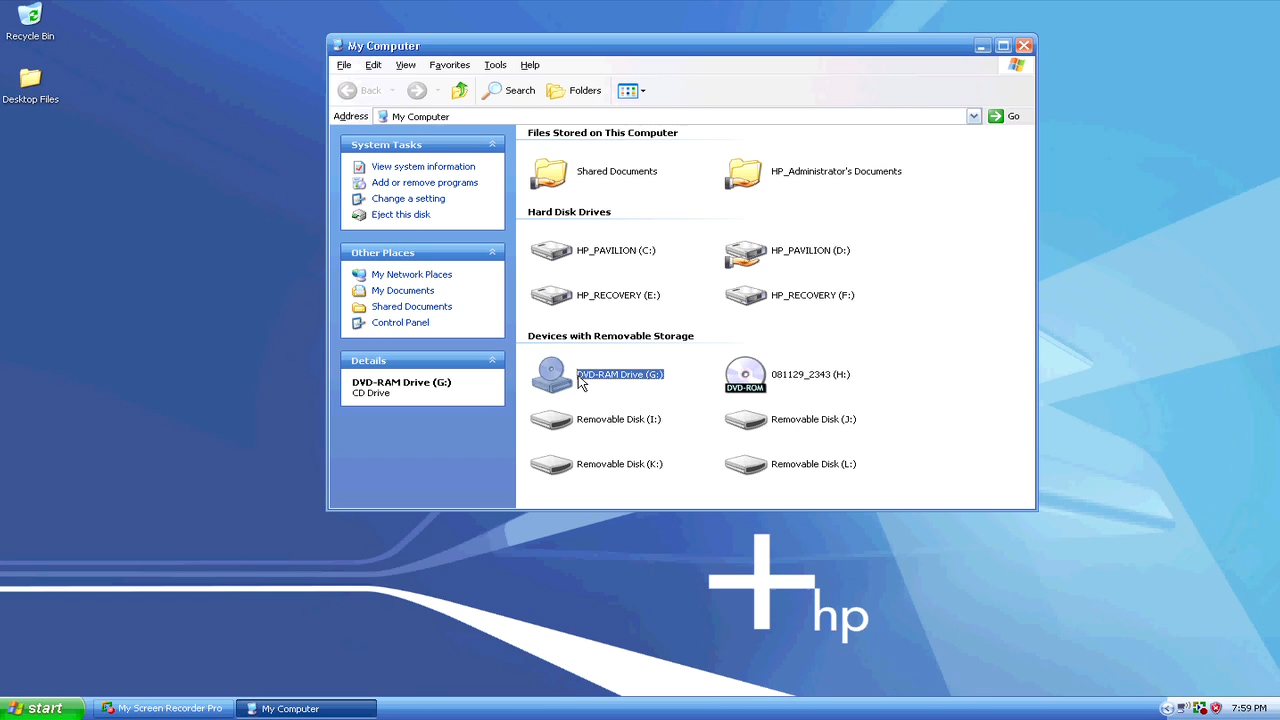 Recycle Bin
Desktop Files
My Computer
File Edit View Favorites Tools Help
Back Search Folders
Address My Computer Go
System Tasks
View system information
Add or remove programs
Change a setting
Eject this disk
Other Places
My Network Places
My Documents
Shared Documents
Control Panel
Details
DVD-RAM Drive (G:)
CD Drive
Files Stored on This Computer
Shared Documents HP_Administrator's Documents
Hard Disk Drives
HP_PAVILION (C:) HP_PAVILION (D:)
HP_RECOVERY (E:) HP_RECOVERY (F:)
Devices with Removable Storage
DVD-RAM Drive (G:) 081129_2343 (H:)
DVD-ROM
Removable Disk (I:) Removable Disk (J:)
Removable Disk (K:) Removable Disk (L:)
hp
start My Screen Recorder Pro My Computer 7:59 PM